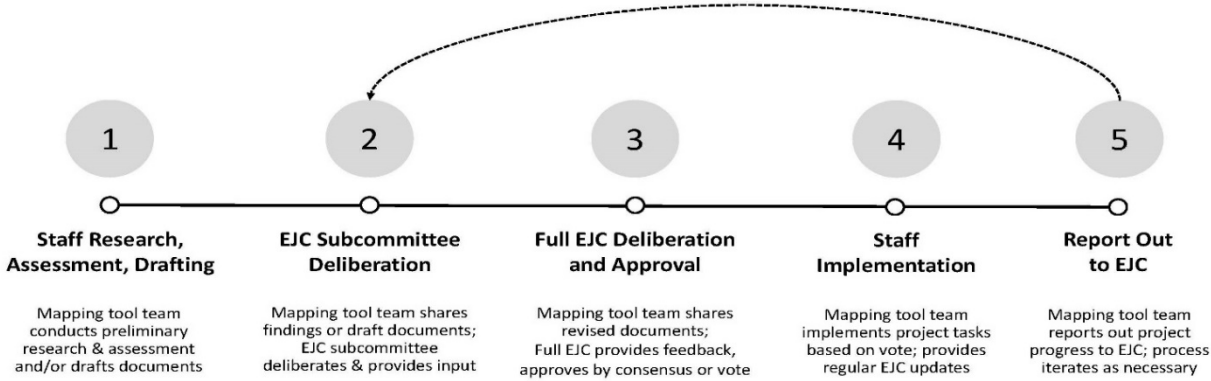 1
2
3
4
5
Staff Research,
Assessment, Drafting
Mapping tool team
conducts preliminary
research & assessment
and/or drafts documents
EJC Subcommittee
Deliberation
Mapping tool team shares
findings or draft documents;
EJC subcommittee
deliberates & provides input
Full EJC Deliberation
and Approval
Mapping tool team shares
revised documents;
Full EJC provides feedback,
approves by consensus or vote
Staff
Implementation
Mapping tool team
implements project tasks
based on vote; provides
regular EJC updates
Report Out
to EJC
Mapping tool team
reports out project
progress to EJC; process
iterates as necessary